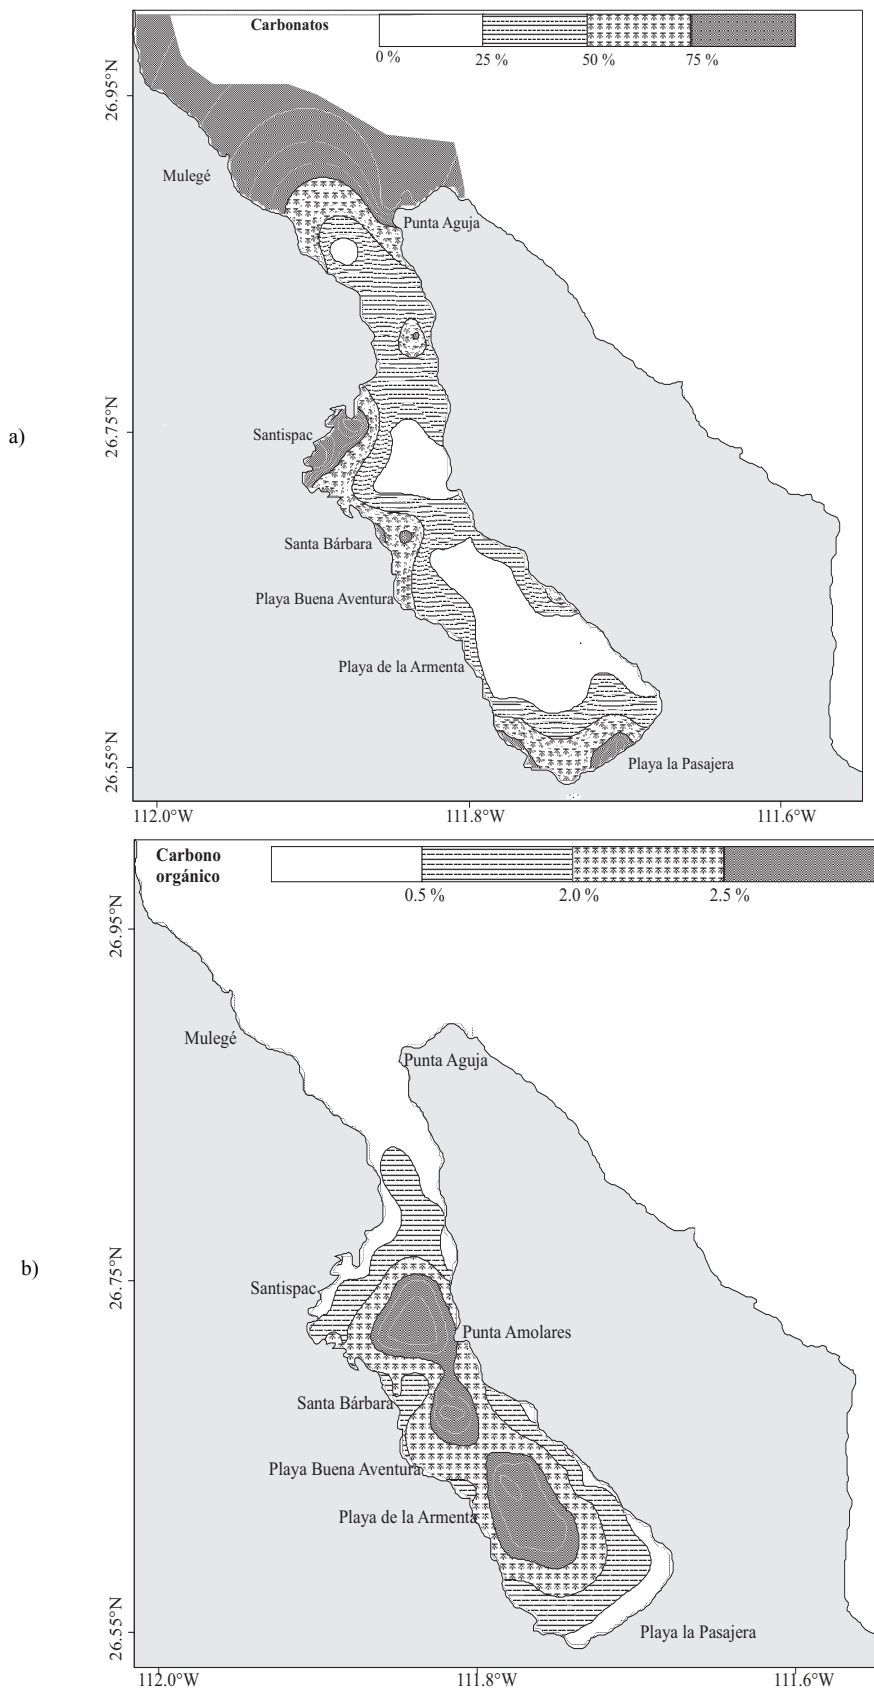 Carbonatos
0 %
25 %
50 %
75 %
26.95°N
Mulegé
Punta Aguja
a)
26.75°N
Santispac
Santa Bárbara
Playa Buena Aventura
Playa de la Armenta
26.55°N
Playa la Pasajera
112.0°W
111.8°W
111.6°W
Carbono
orgánico
0.5 %
2.0 %
2.5 %
26.95°N
Mulegé
Punta Aguja
b)
26.75°N
Santispac
Punta Amolares
Santa Bárbara
Playa Buena Aventura
Playa de la Armenta
26.55°N
Playa la Pasajera
112.0°W
111.8°W
111.6°W